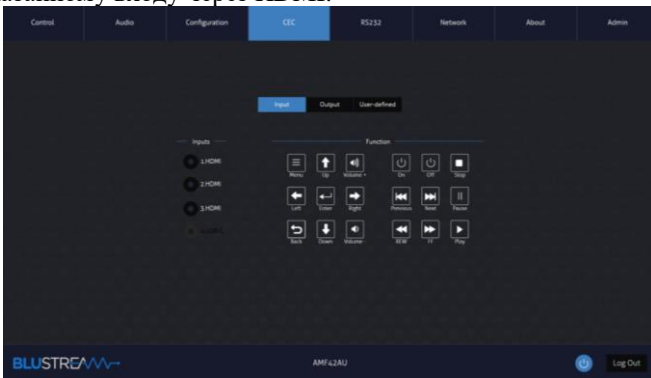 Control Audio Configuration CEC RS232 Network About Admin
Input Output User-defined
Inputs Function
1.HDMI
Menu Up Volume + On Off Stop
2.HDMI
3.HDMI
Left Enter Right Previous Next Pause
Back Down Volume - REW FF Play
BLUSTREAM AMF42AU Log Out